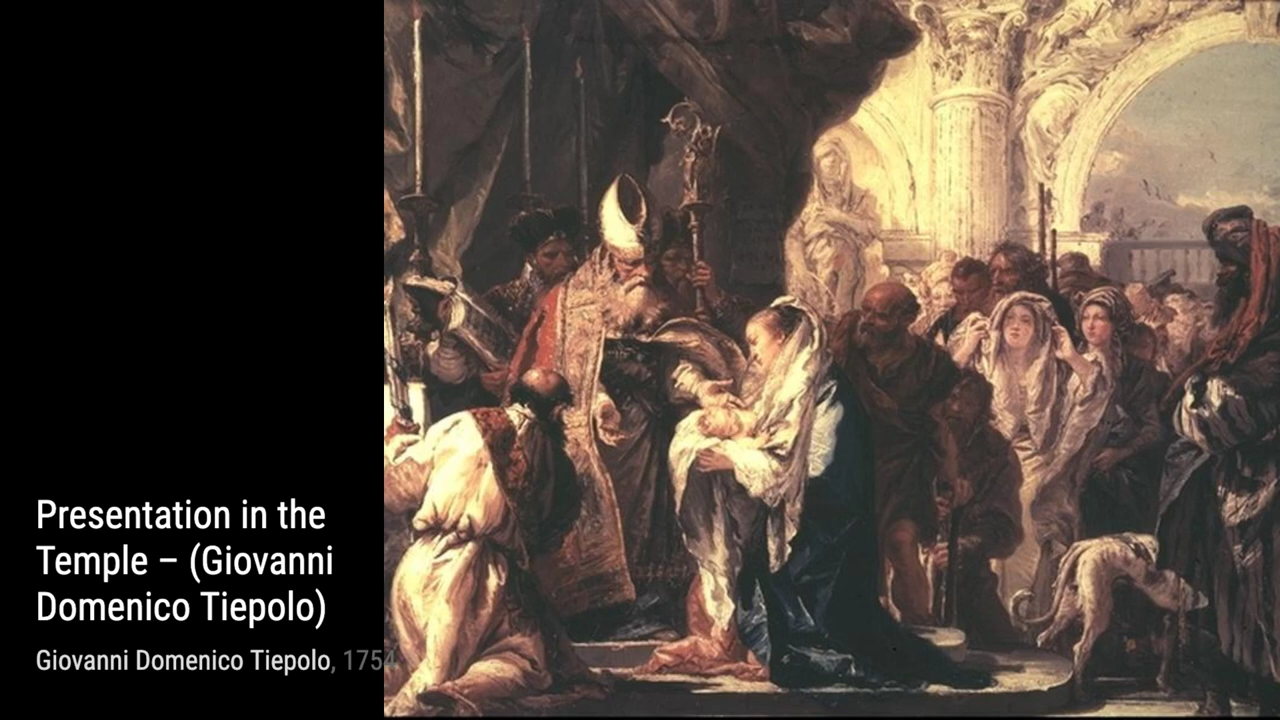 Presentation in the
Temple – (Giovanni
Domenico Tiepolo)
Giovanni Domenico Tiepolo, 1754